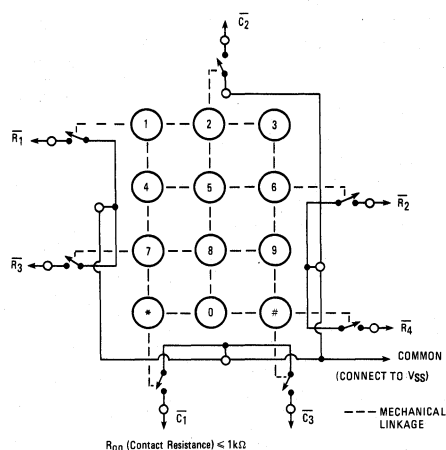 C̅2̅
1 2 3
R̅1̅
4 5 6
R̅2̅
7 8 9
R̅3̅
* 0 #
R̅4̅
COMMON
(CONNECT TO VSS)
C̅1̅ C̅3̅
--- MECHANICAL
LINKAGE
Ron (Contact Resistance) ≤ 1kΩ